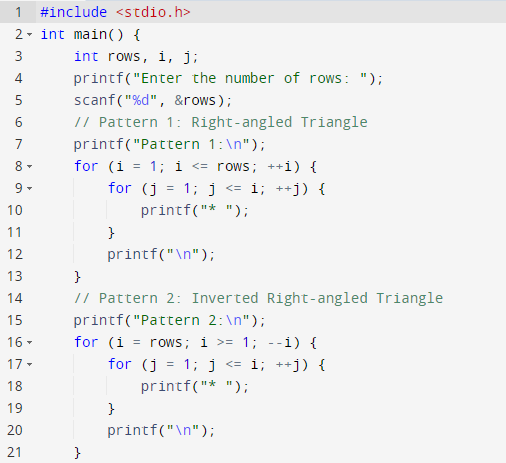 1 #include <stdio.h>
2 int main() {
3 int rows, i, j;
4 printf("Enter the number of rows: ");
5 scanf("%d", &rows);
6 // Pattern 1: Right-angled Triangle
7 printf("Pattern 1:\n");
8 for (i = 1; i <= rows; ++i) {
9 for (j = 1; j <= i; ++j) {
10 printf("* ");
11 }
12 printf("\n");
13 }
14 // Pattern 2: Inverted Right-angled Triangle
15 printf("Pattern 2:\n");
16 for (i = rows; i >= 1; --i) {
17 for (j = 1; j <= i; ++j) {
18 printf("* ");
19 }
20 printf("\n");
21 }